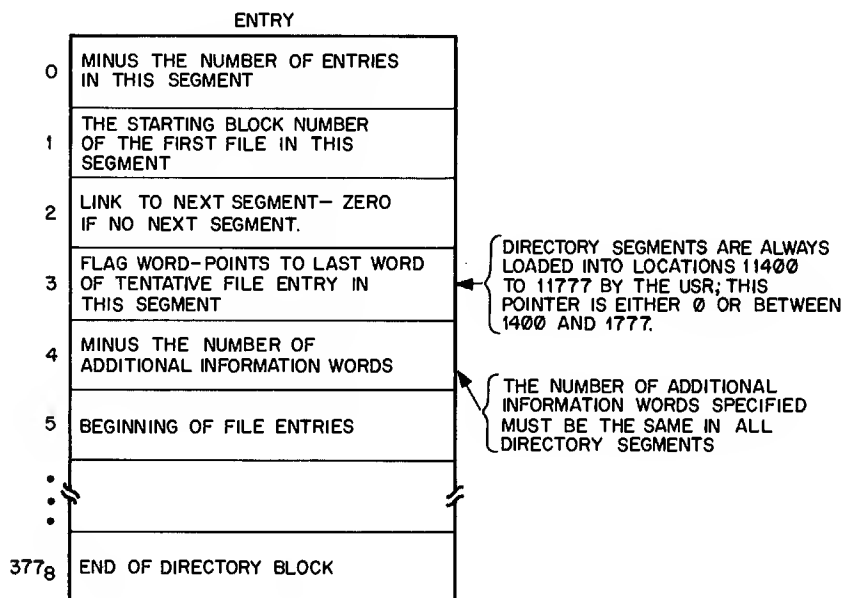 ENTRY
0 MINUS THE NUMBER OF ENTRIES
IN THIS SEGMENT
1 THE STARTING BLOCK NUMBER
OF THE FIRST FILE IN THIS
SEGMENT
2 LINK TO NEXT SEGMENT— ZERO
IF NO NEXT SEGMENT.
3 FLAG WORD-POINTS TO LAST WORD
OF TENTATIVE FILE ENTRY IN
THIS SEGMENT
DIRECTORY SEGMENTS ARE ALWAYS
LOADED INTO LOCATIONS 11400
TO 11777 BY THE USR; THIS
POINTER IS EITHER 0 OR BETWEEN
1400 AND 1777.
4 MINUS THE NUMBER OF
ADDITIONAL INFORMATION WORDS
THE NUMBER OF ADDITIONAL
INFORMATION WORDS SPECIFIED
MUST BE THE SAME IN ALL
DIRECTORY SEGMENTS
5 BEGINNING OF FILE ENTRIES
377₈ END OF DIRECTORY BLOCK